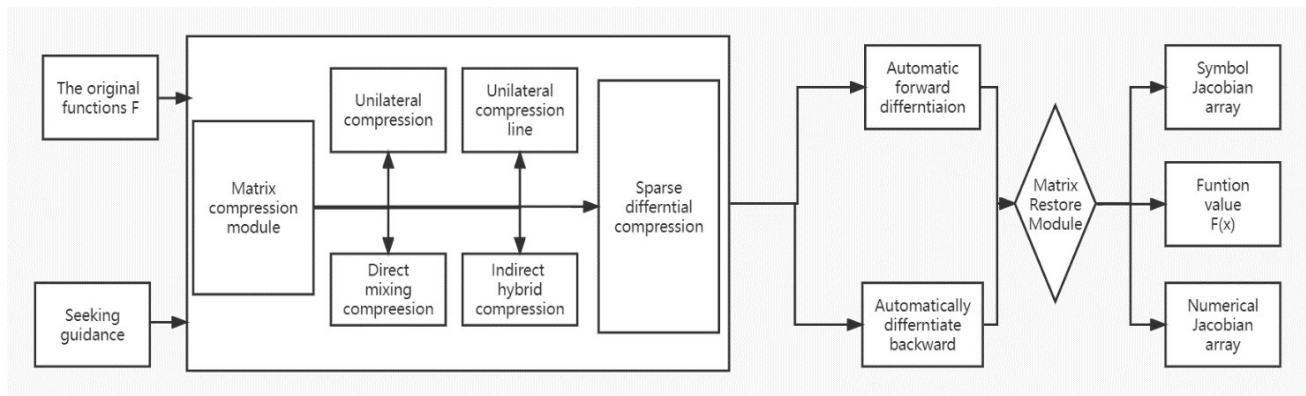 The original
functions F
Seeking
guidance
Matrix
compression
module
Unilateral
compression
Unilateral
compression
line
Direct
mixing
compreesion
Indirect
hybrid
compression
Sparse
differntial
compression
Automatic
forward
differntiaion
Automatically
differntiate
backward
Matrix
Restore
Module
Symbol
Jacobian
array
Funtion
value
F(x)
Numerical
Jacobian
array